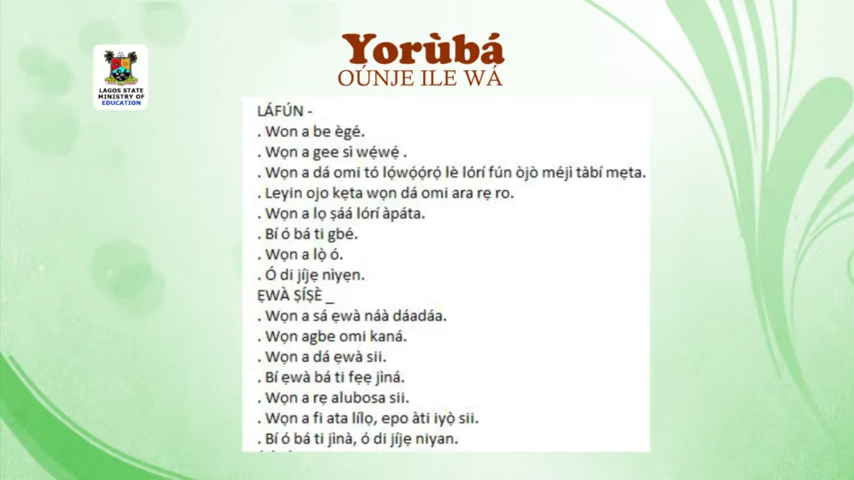 Yorùbá
OÚNJE ILE WÁ
LAGOS STATE
MINISTRY OF
EDUCATION
LÁFÚN -
. Won a be ègé.
. Wọn a gee sì wẹ́wẹ́ .
. Wọn a dá omi tó lọ́wọ́ọ́rọ́ lè lórí fún òjò méjì tàbí mẹta.
. Leyin ojo kẹta wọn dá omi ara rẹ ro.
. Wọn a lọ ṣáá lórí àpáta.
. Bí ó bá ti gbé.
. Wọn a lọ̀ ó.
. Ó di jíjẹ nìyẹn.
ẸWÀ ṢÍṢÈ _
. Wọn a sá ẹwà náà dáadáa.
. Wọn agbe omi kaná.
. Wọn a dá ẹwà sii.
. Bí ẹwà bá ti fẹẹ jìná.
. Wọn a rẹ alubosa sii.
. Wọn a fi ata lílọ, epo àti iyọ̀ sii.
. Bí ó bá ti jìnà, ó di jíjẹ niyan.